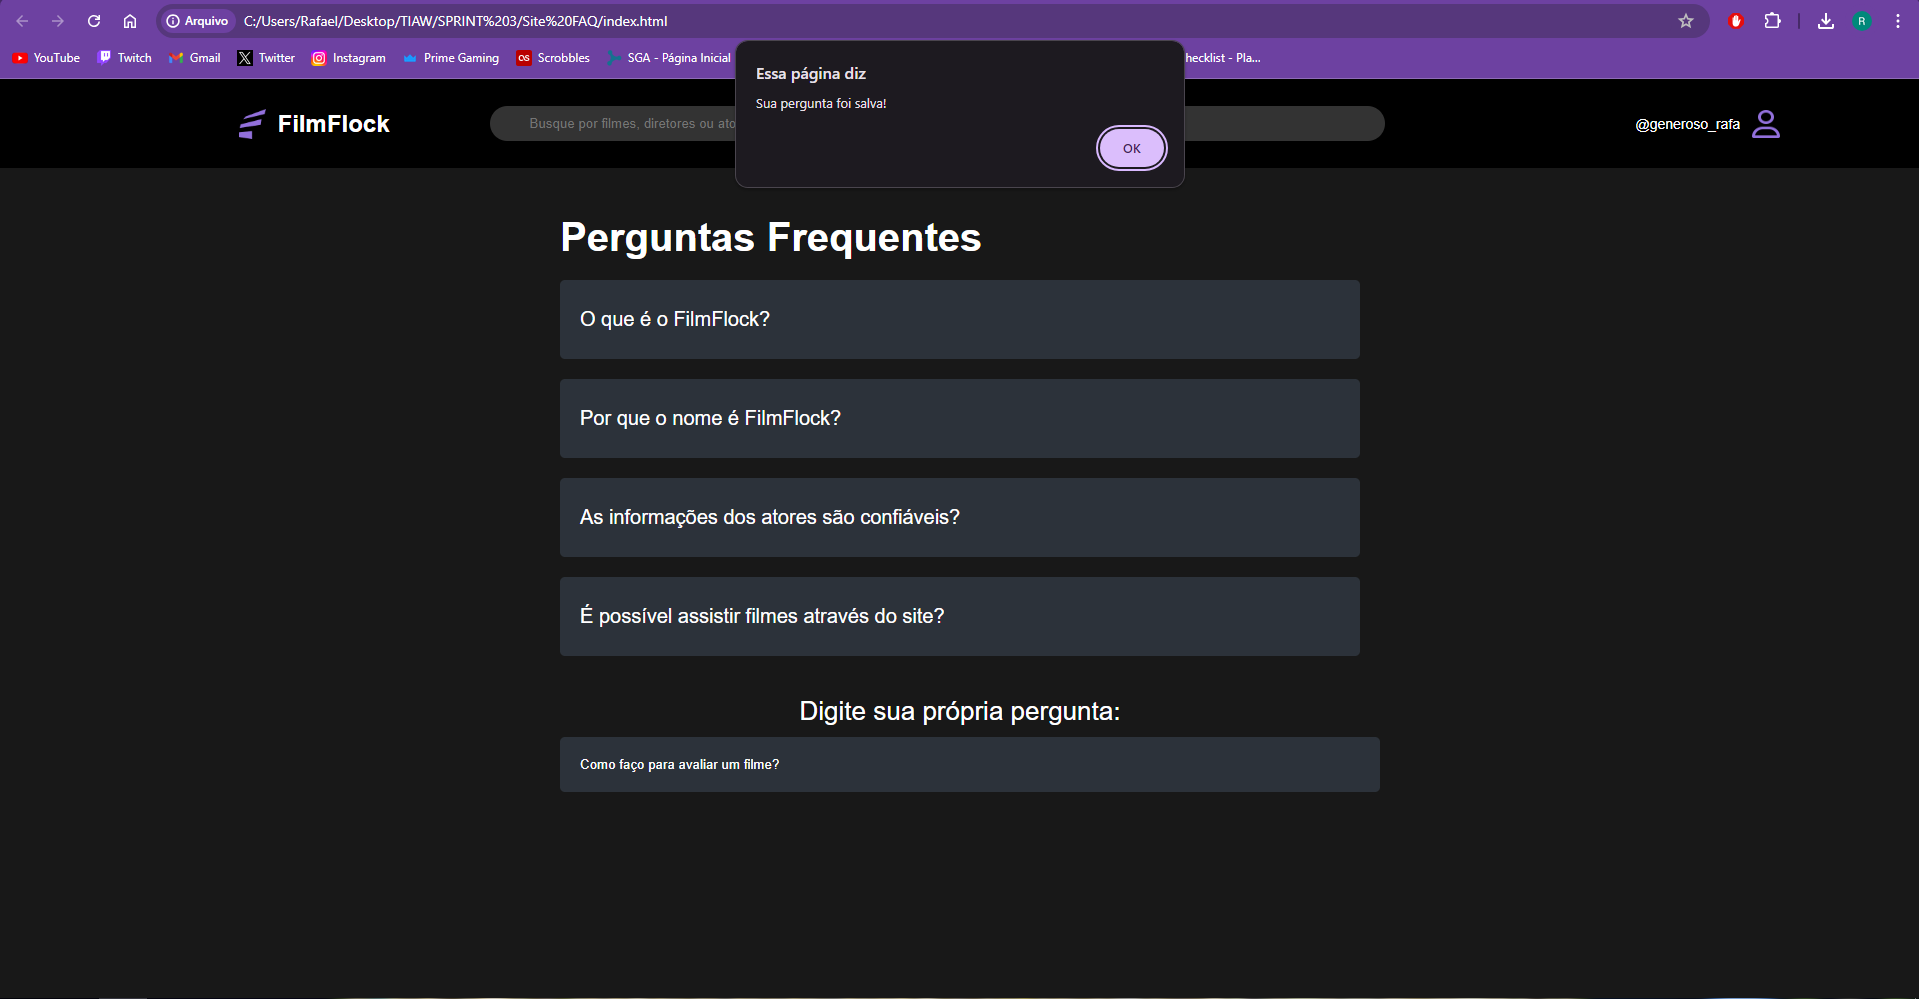 Arquivo C:/Users/Rafael/Desktop/TIAW/SPRINT%203/Site%20FAQ/index.html R
YouTube Twitch Gmail Twitter Instagram Prime Gaming OS Scrobbles SGA - Página Inicial hecklist - Pla...
Essa página diz
Sua pergunta foi salva!
OK
FilmFlock Busque por filmes, diretores ou ato @generoso_rafa
Perguntas Frequentes
O que é o FilmFlock?
Por que o nome é FilmFlock?
As informações dos atores são confiáveis?
É possível assistir filmes através do site?
Digite sua própria pergunta:
Como faço para avaliar um filme?